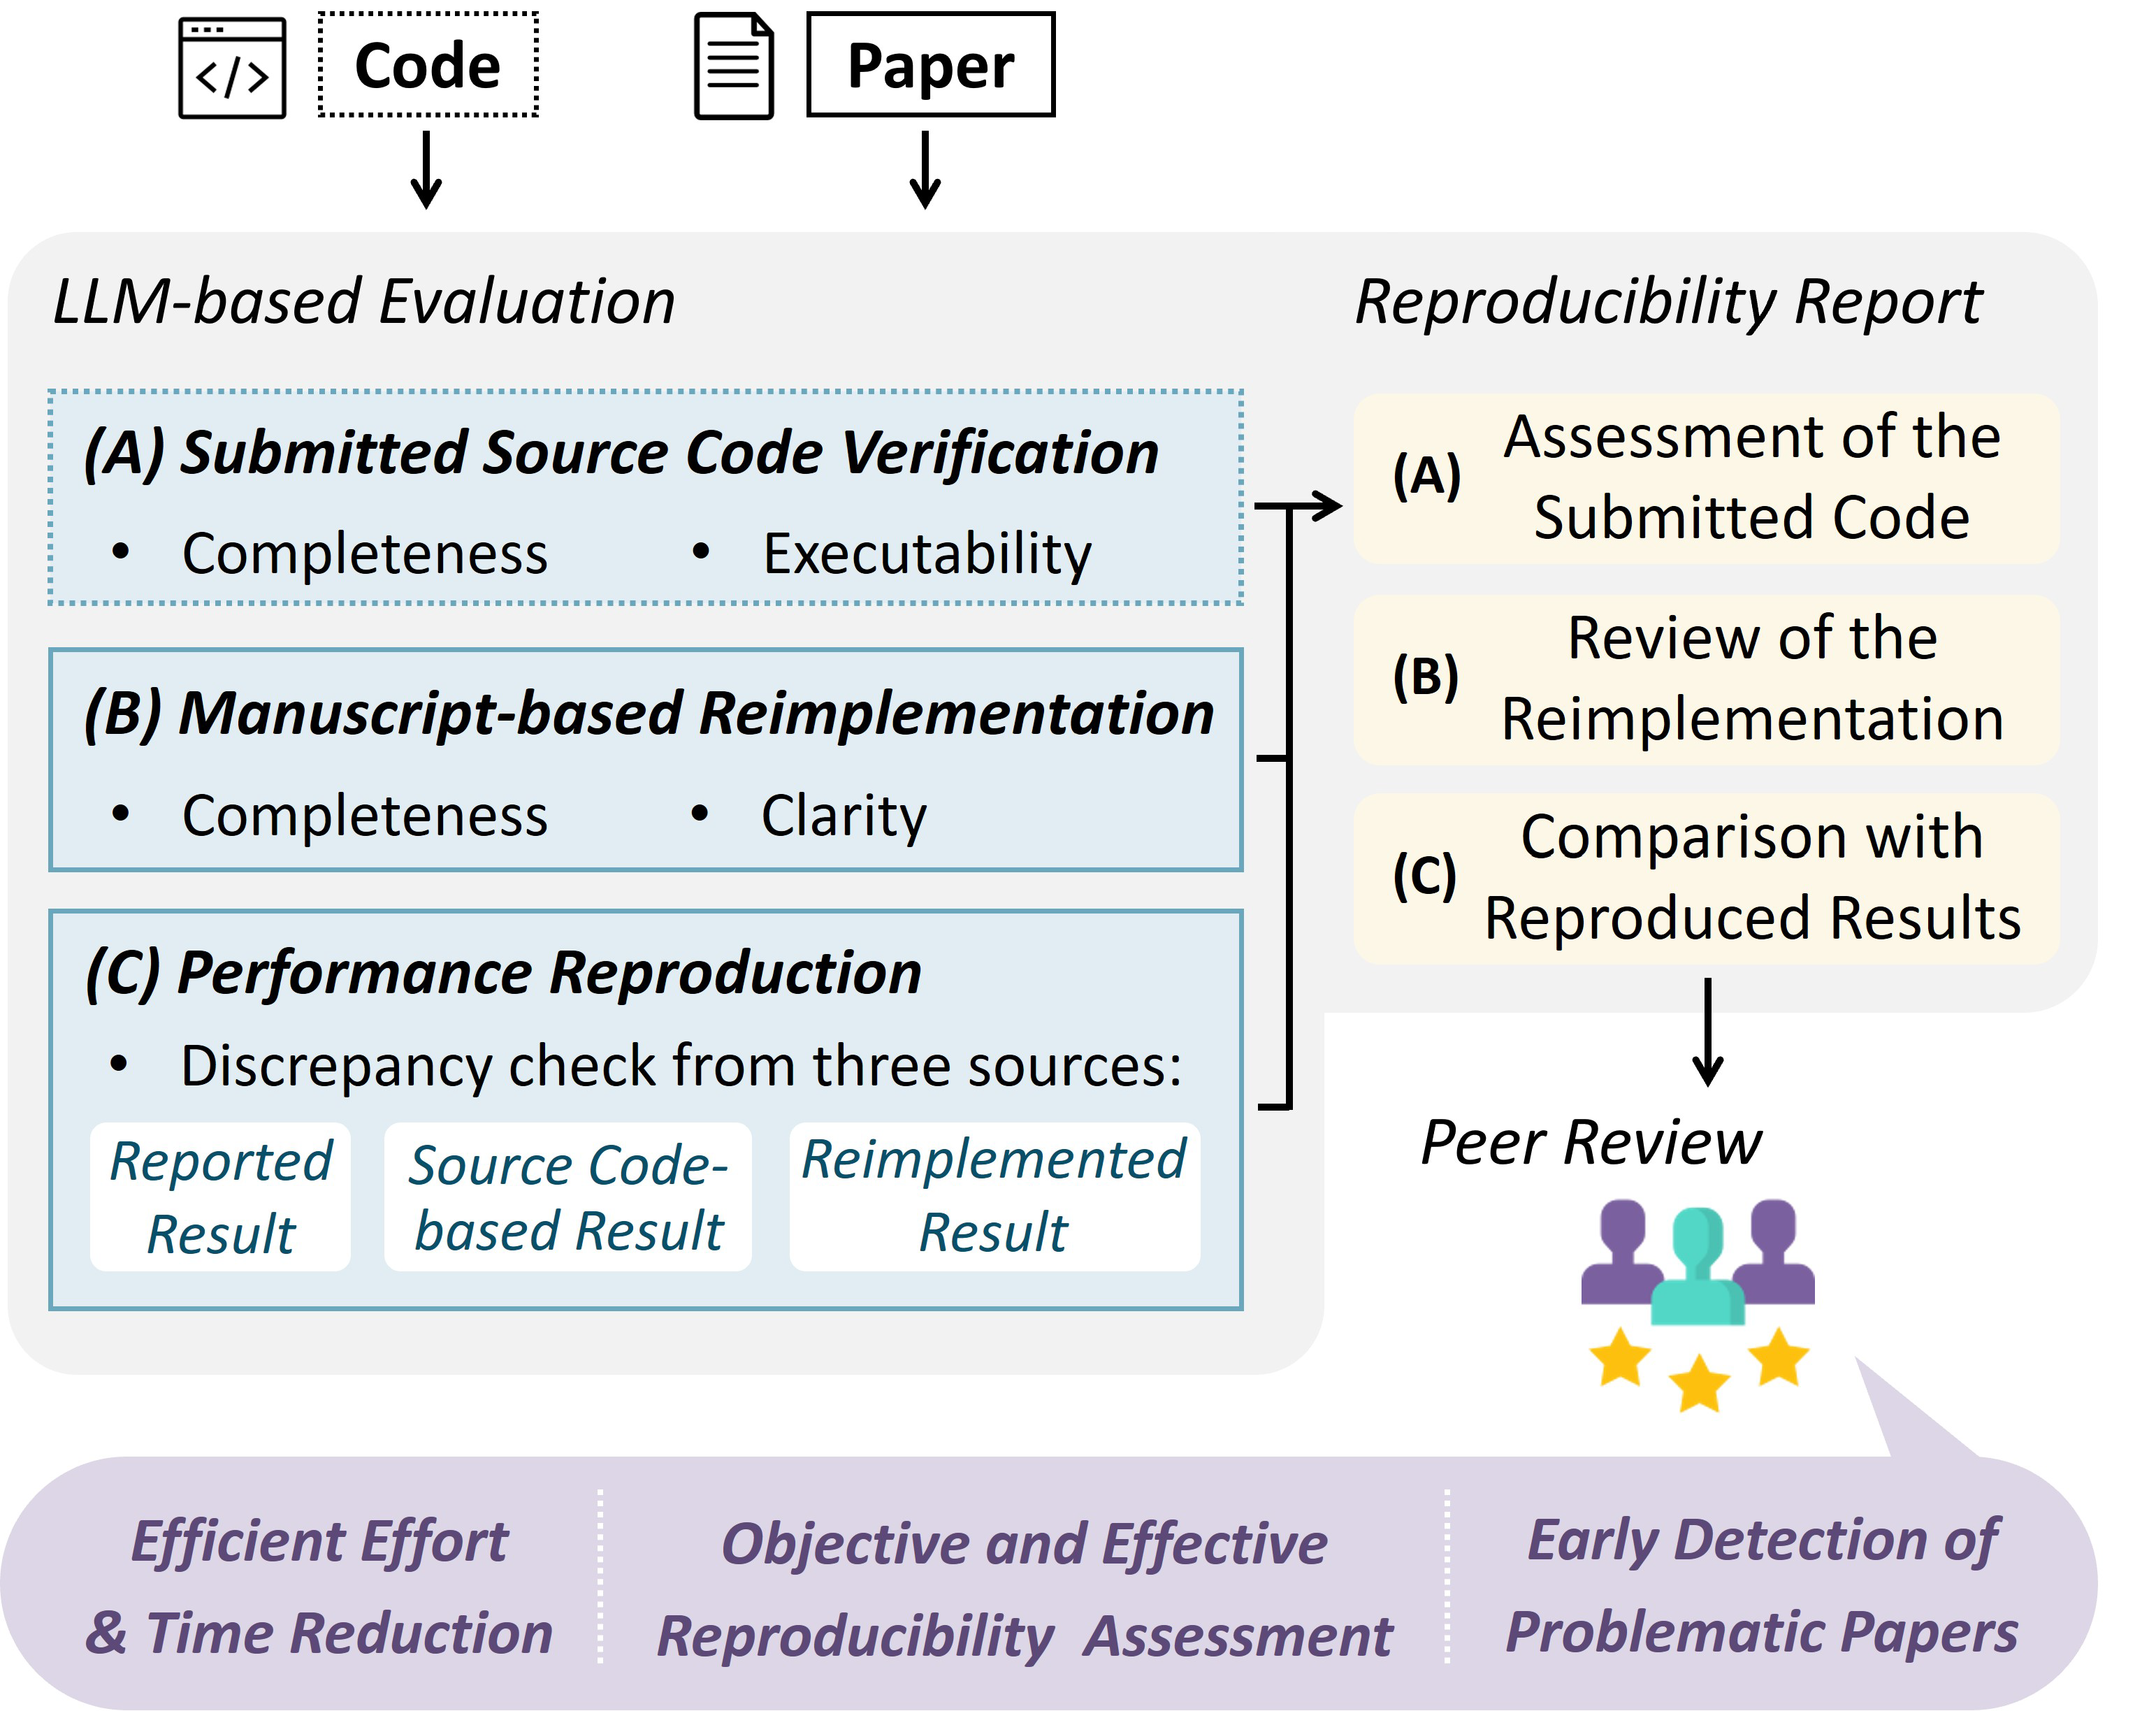 </>
Code
Paper
LLM-based Evaluation
(A) Submitted Source Code Verification
• Completeness • Executability
(B) Manuscript-based Reimplementation
• Completeness • Clarity
(C) Performance Reproduction
• Discrepancy check from three sources:
Reported
Result
Source Code-
based Result
Reimplemented
Result
Reproducibility Report
(A)
Assessment of the
Submitted Code
(B)
Review of the
Reimplementation
(C)
Comparison with
Reproduced Results
Peer Review
Efficient Effort
& Time Reduction
Objective and Effective
Reproducibility Assessment
Early Detection of
Problematic Papers